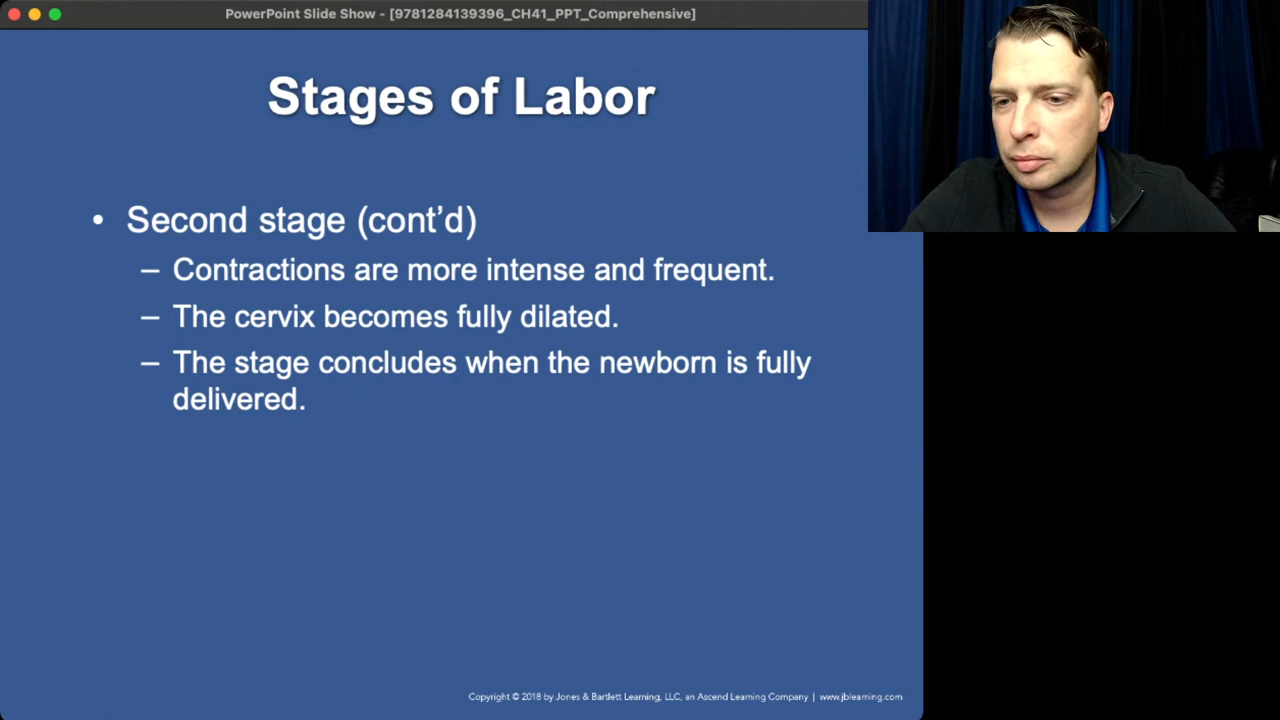 PowerPoint Slide Show - [9781284139396_CH41_PPT_Comprehensive]
Stages of Labor
• Second stage (cont’d)
– Contractions are more intense and frequent.
– The cervix becomes fully dilated.
– The stage concludes when the newborn is fully
delivered.
Copyright © 2018 by Jones & Bartlett Learning, LLC, an Ascend Learning Company | www.jblearning.com